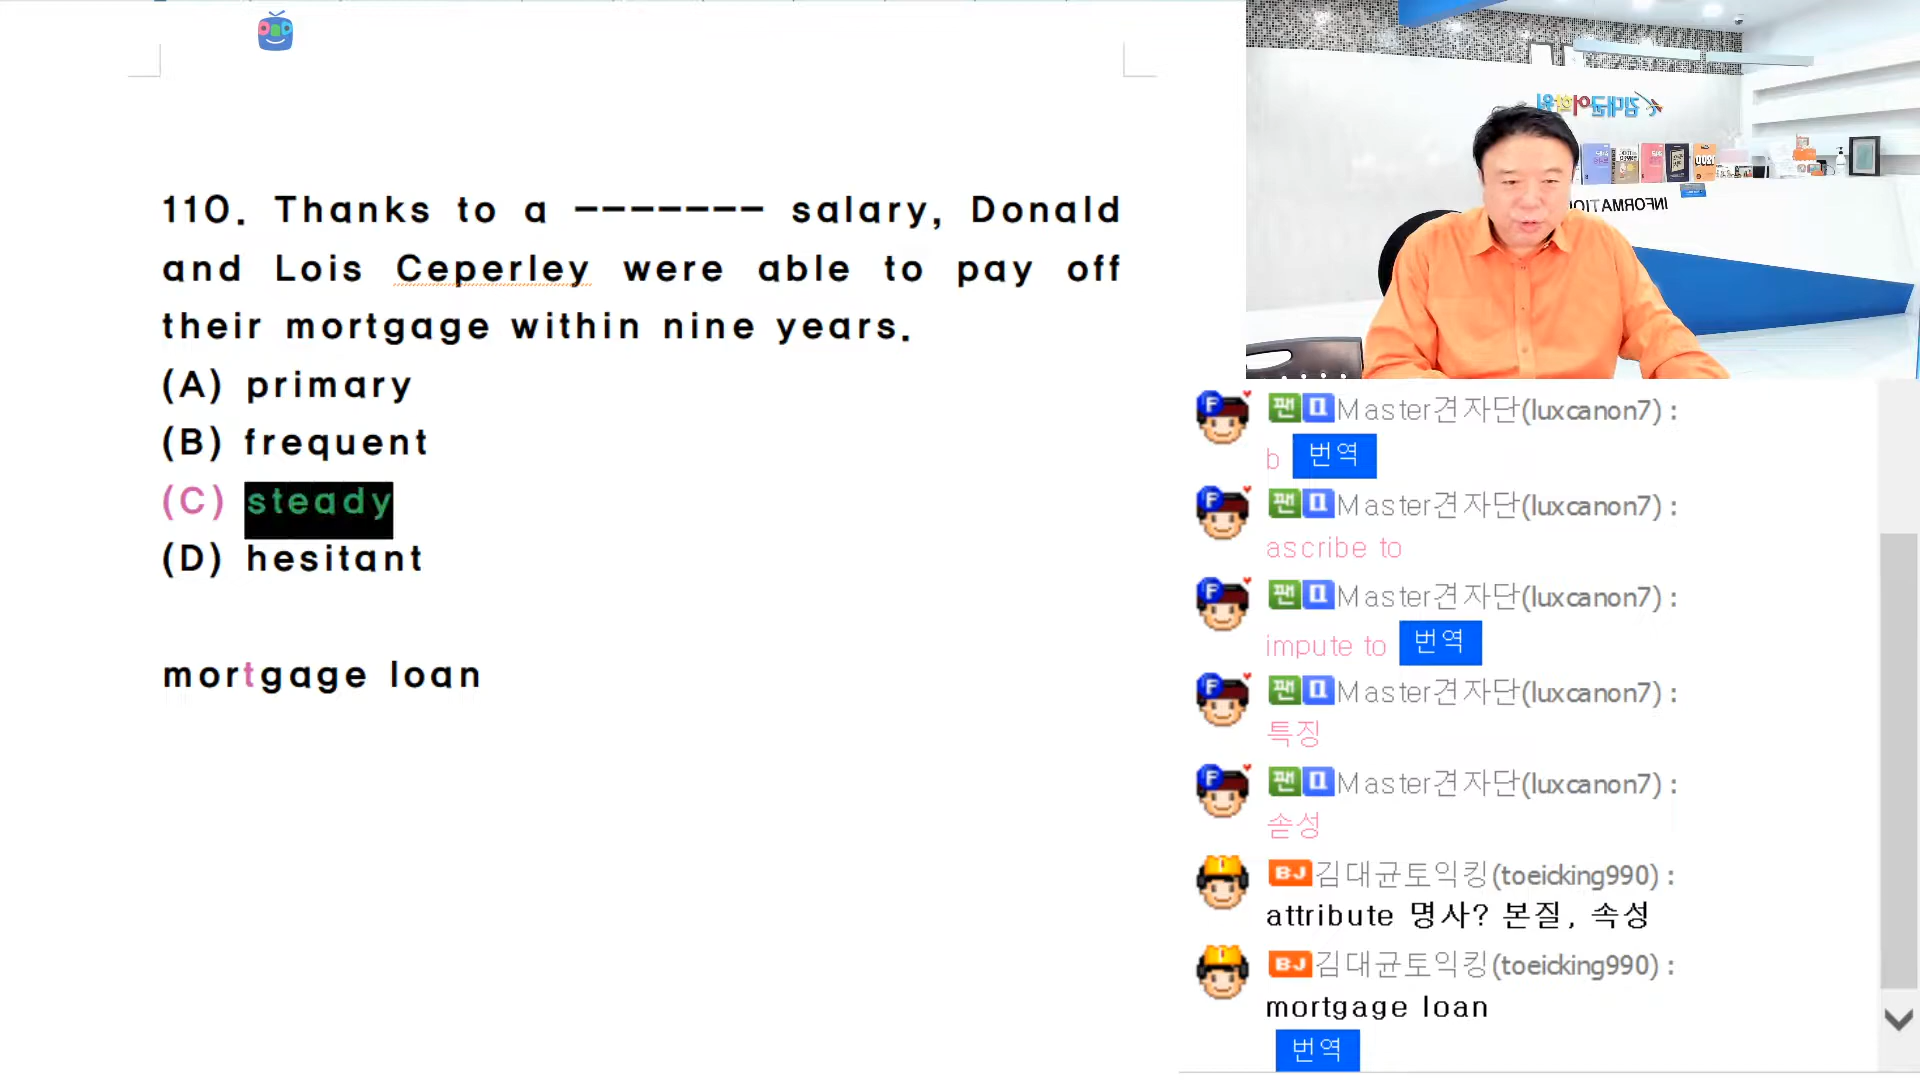 110. Thanks to a ------- salary, Donald
and Lois Ceperley were able to pay off
their mortgage within nine years.
(A) primary
(B) frequent
(C) steady
(D) hesitant
mortgage loan
INFORMATION
팬 Master견자단(luxcanon7) :
b 번역
팬 Master견자단(luxcanon7) :
ascribe to
팬 Master견자단(luxcanon7) :
impute to 번역
팬 Master견자단(luxcanon7) :
특징
팬 Master견자단(luxcanon7) :
솓성
BJ 김대균토익킹(toeicking990) :
attribute 명사? 본질, 속성
BJ 김대균토익킹(toeicking990) :
mortgage loan
번역